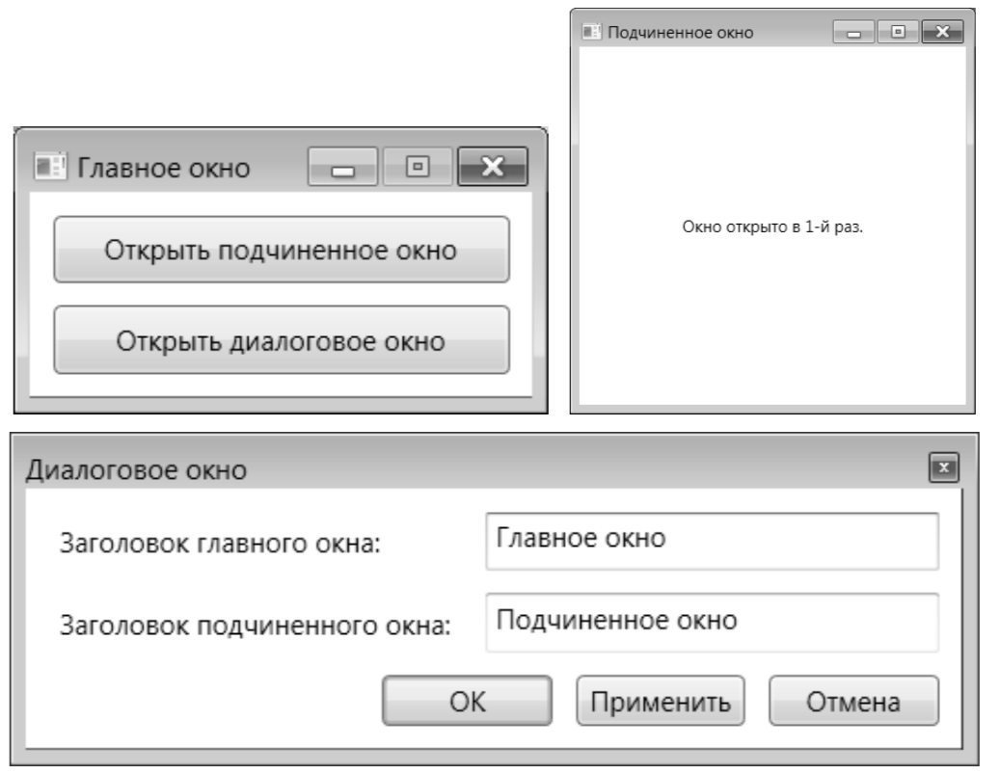 Подчиненное окно
Окно открыто в 1-й раз.
Главное окно
Открыть подчиненное окно
Открыть диалоговое окно
Диалоговое окно
Заголовок главного окна: Главное окно
Заголовок подчиненного окна: Подчиненное окно
OK Применить Отмена